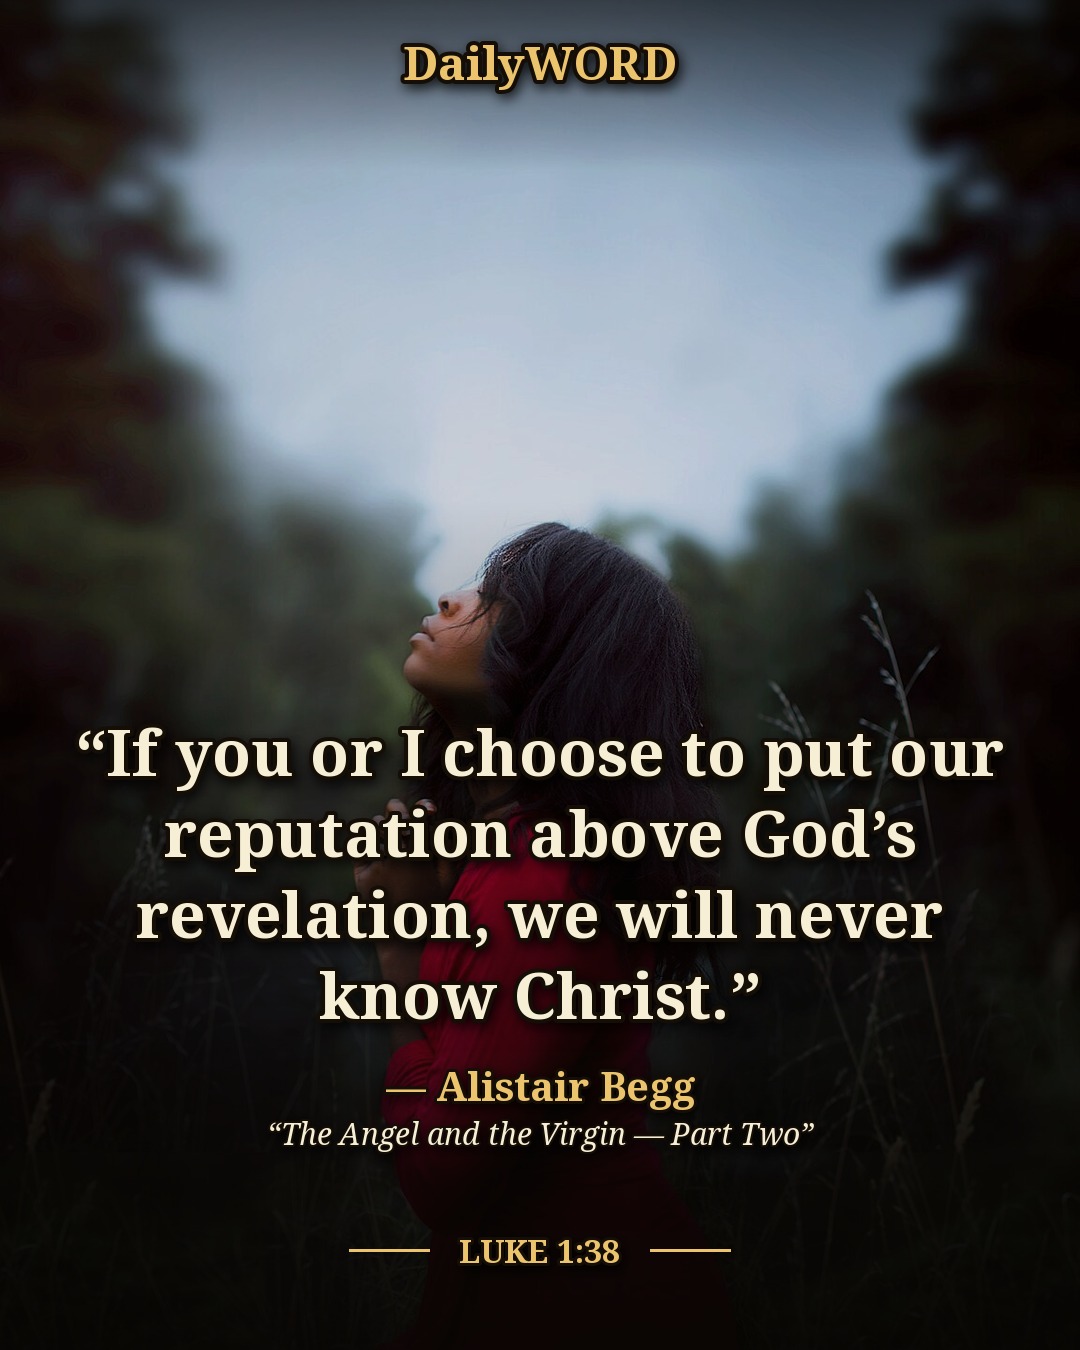 DailyWORD
“If you or I choose to put our
reputation above God’s
revelation, we will never
know Christ.”
— Alistair Begg
“The Angel and the Virgin — Part Two”
LUKE 1:38